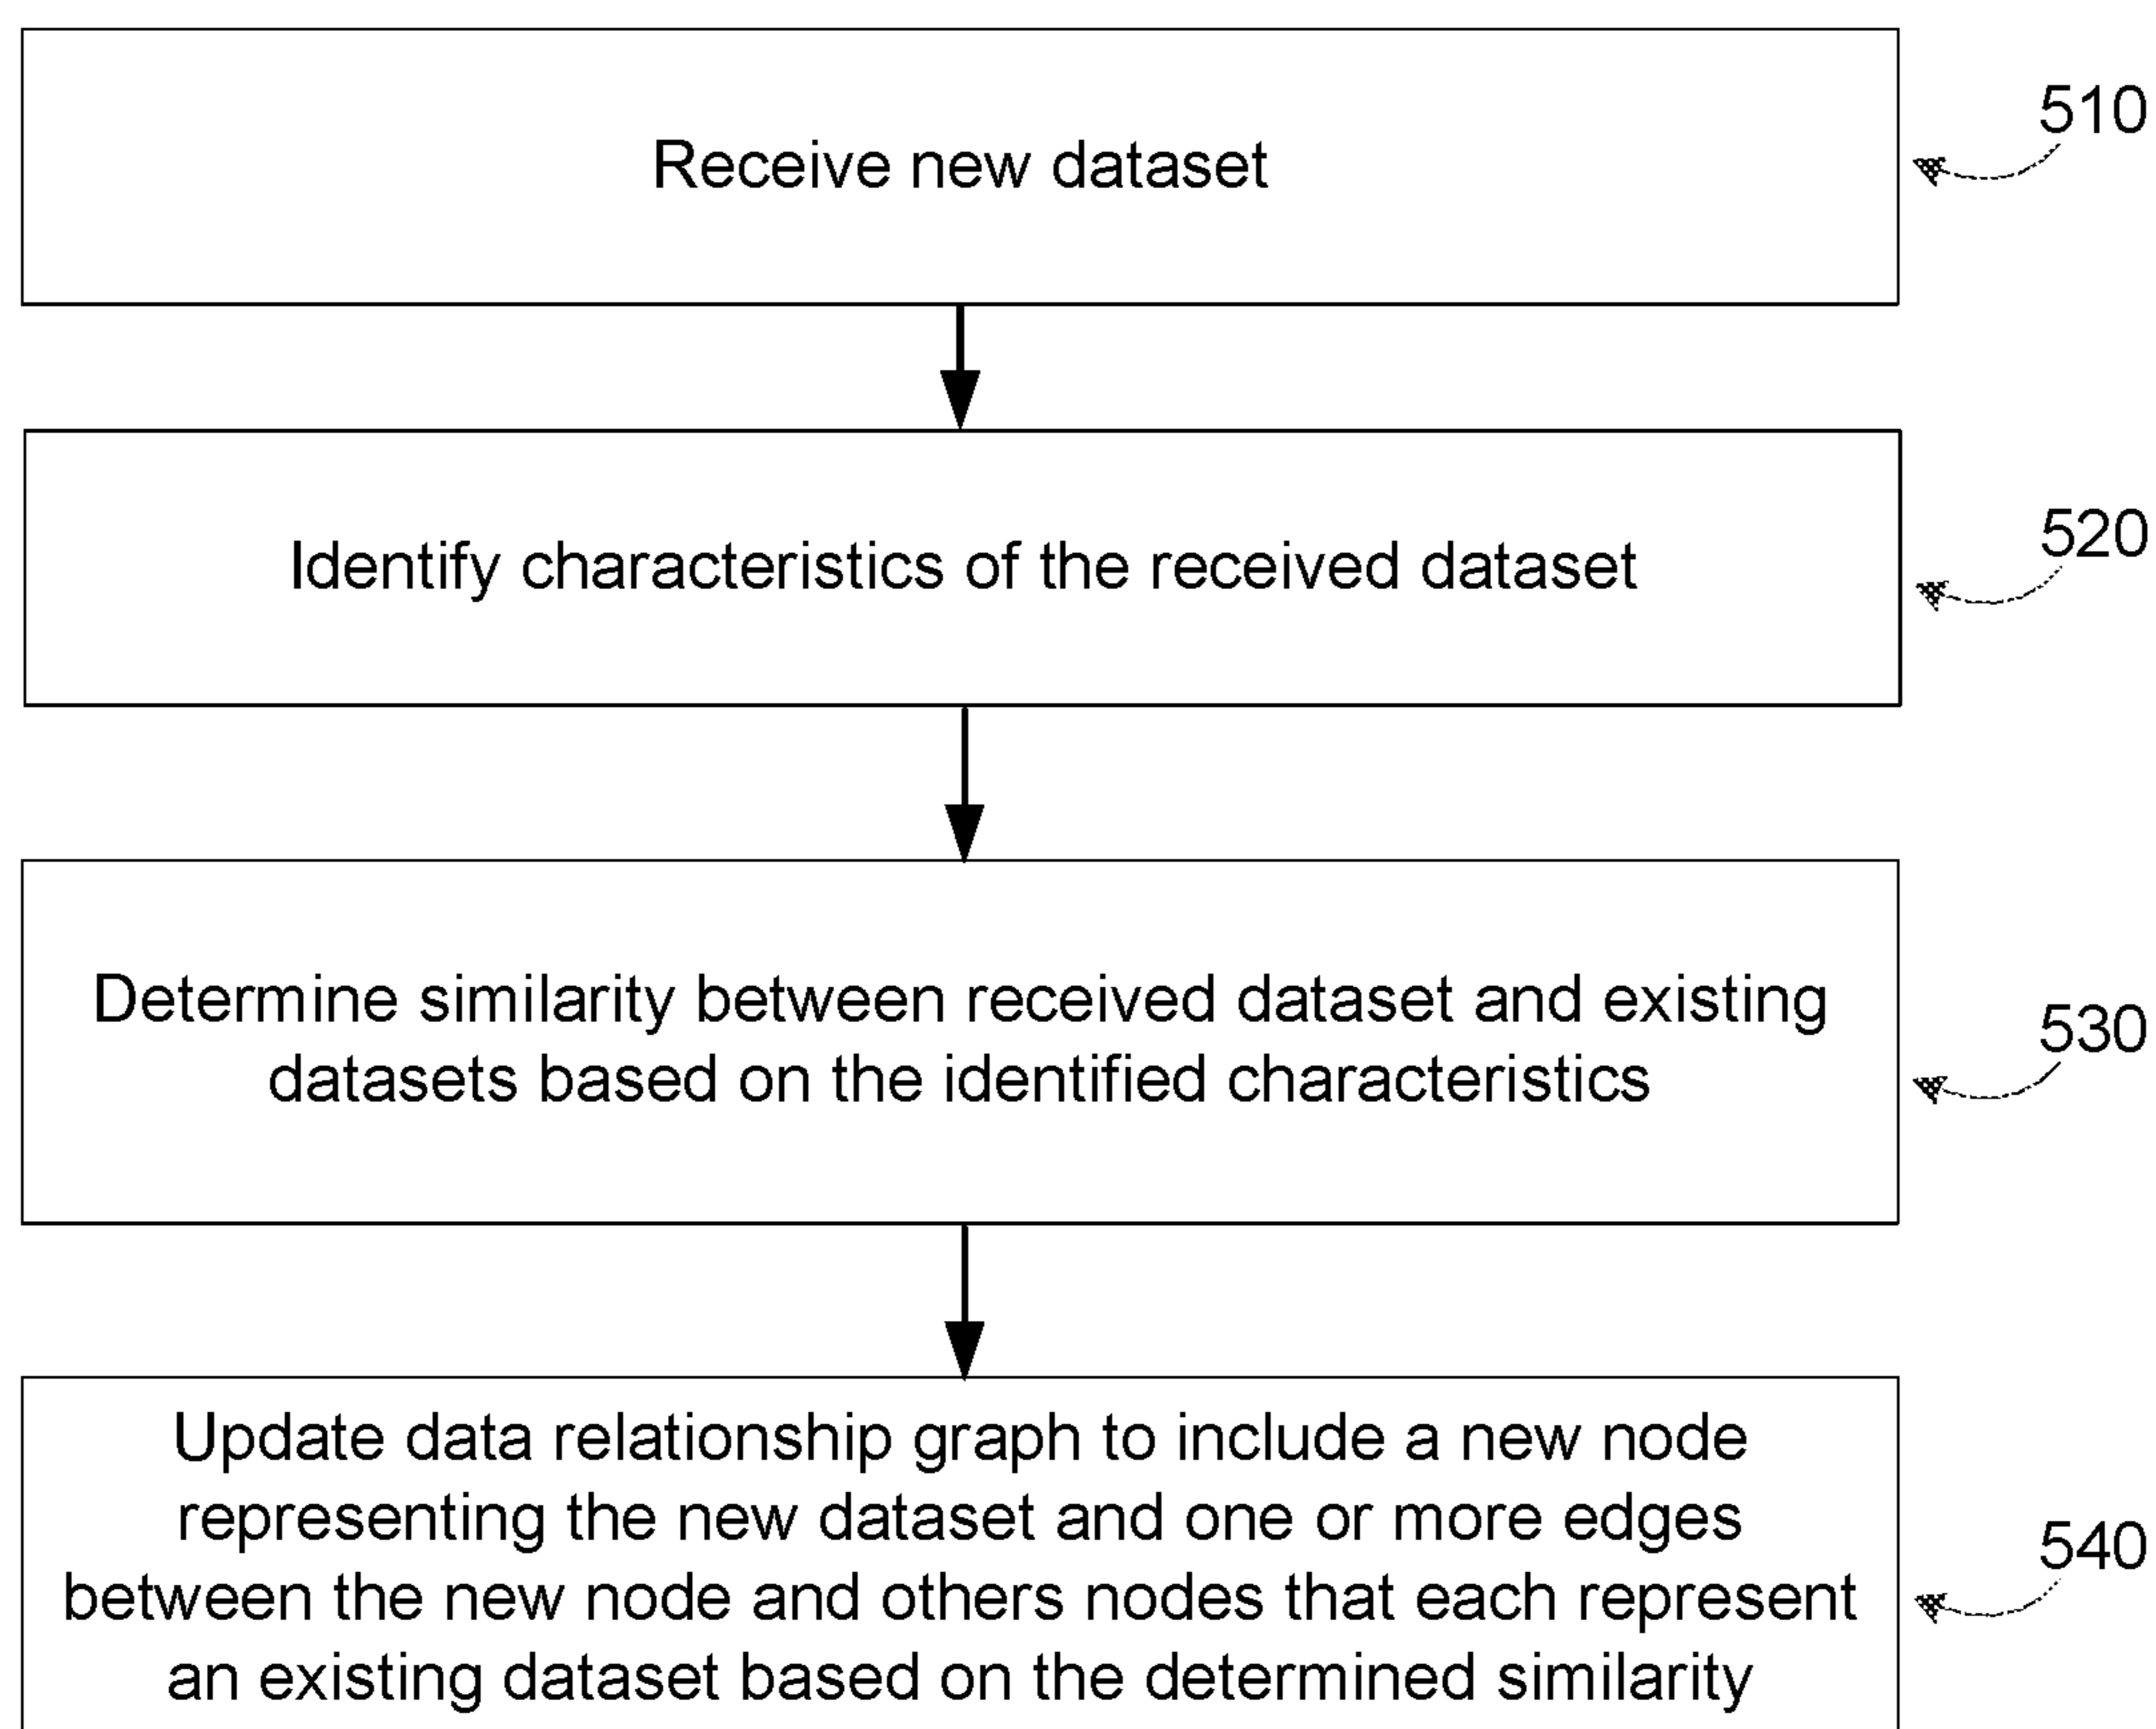 Receive new dataset
510
Identify characteristics of the received dataset
520
Determine similarity between received dataset and existing
datasets based on the identified characteristics
530
Update data relationship graph to include a new node
representing the new dataset and one or more edges
between the new node and others nodes that each represent
an existing dataset based on the determined similarity
540